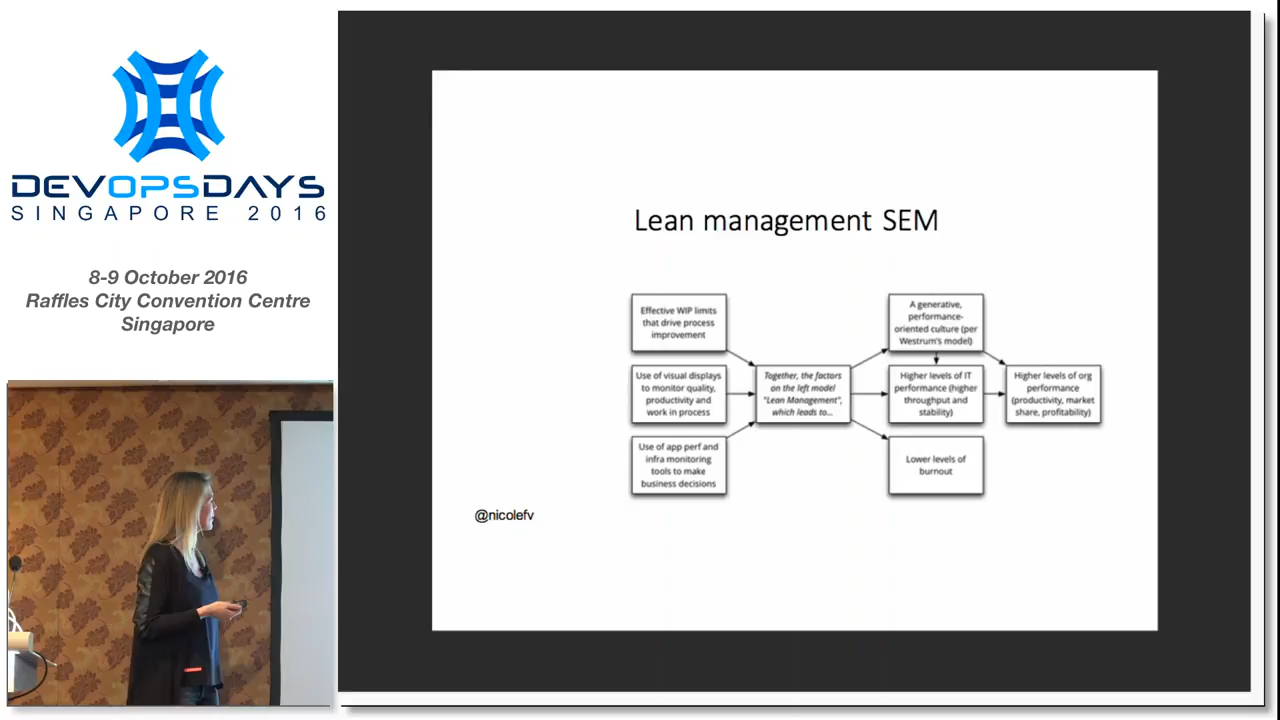 DEVOPSDAYS
SINGAPORE 2016
8-9 October 2016
Raffles City Convention Centre
Singapore
Lean management SEM
Effective WIP limits
that drive process
improvement
Use of visual displays
to monitor quality,
productivity and
work in process
Use of app perf and
infra monitoring
tools to make
business decisions
Together, the factors
on the left model
"Lean Management",
which leads to...
A generative,
performance-
oriented culture (per
Westrum's model)
Higher levels of IT
performance (higher
throughput and
stability)
Lower levels of
burnout
Higher levels of org
performance
(productivity, market
share, profitability)
@nicolefv